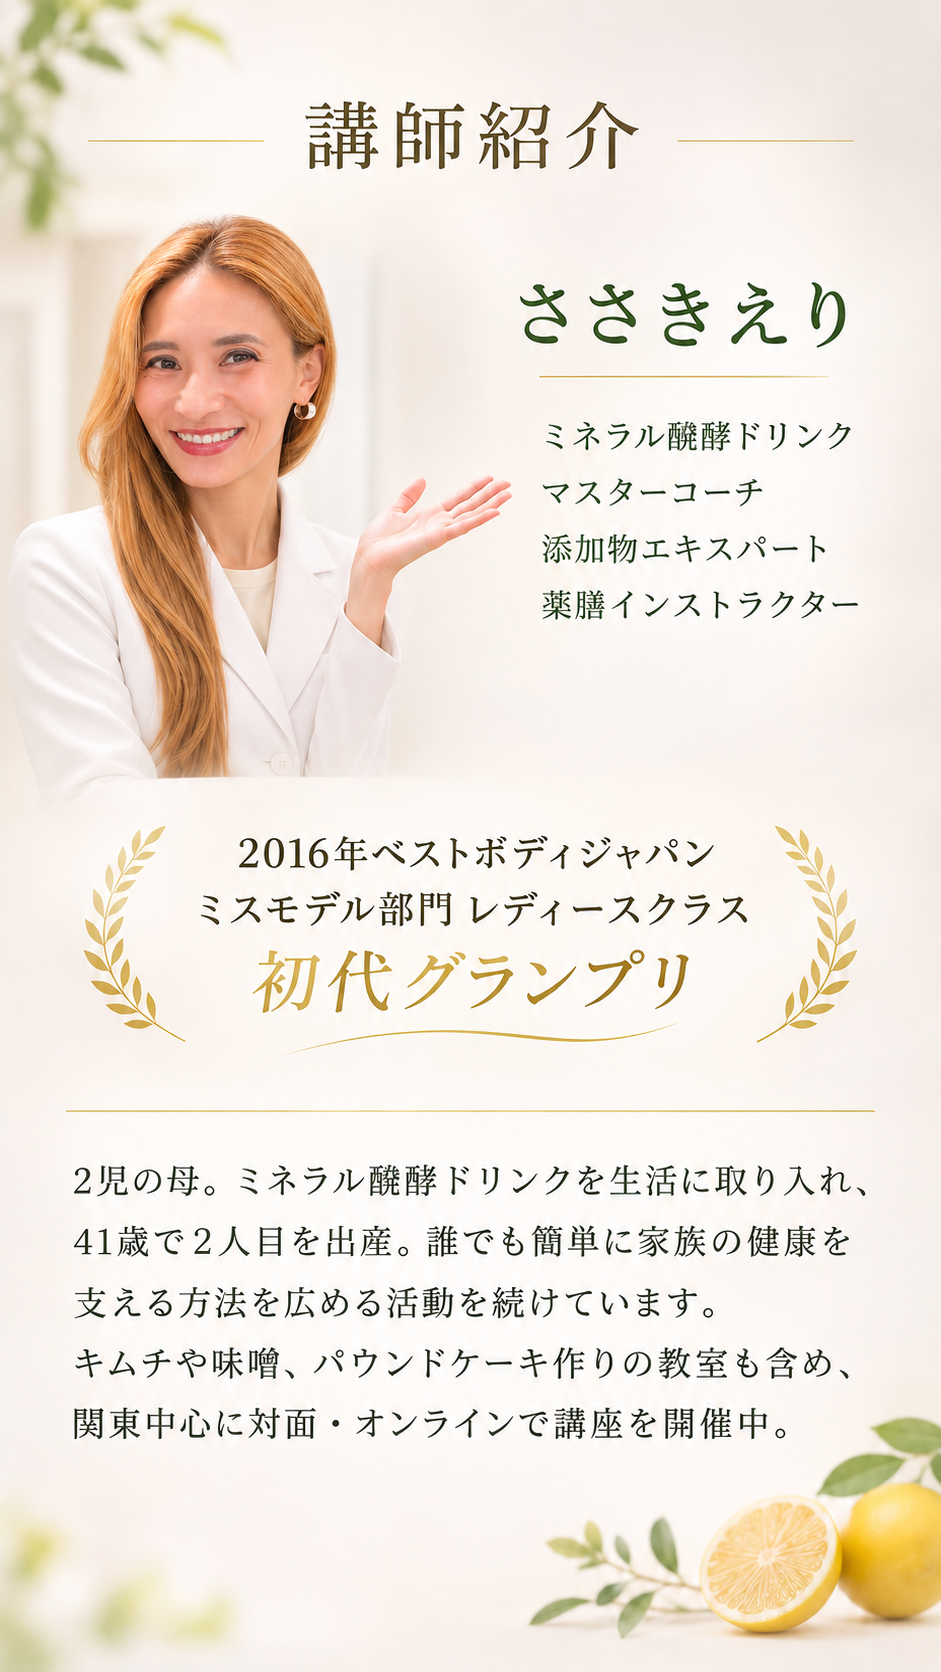 講師紹介
ささきえり
ミネラル醗酵ドリンク
マスターコーチ
添加物エキスパート
薬膳インストラクター
2016年ベストボディジャパン
ミスモデル部門 レディースクラス
初代グランプリ
2児の母。ミネラル醗酵ドリンクを生活に取り入れ、
41歳で2人目を出産。誰でも簡単に家族の健康を
支える方法を広める活動を続けています。
キムチや味噌、パウンドケーキ作りの教室も含め、
関東中心に対面・オンラインで講座を開催中。